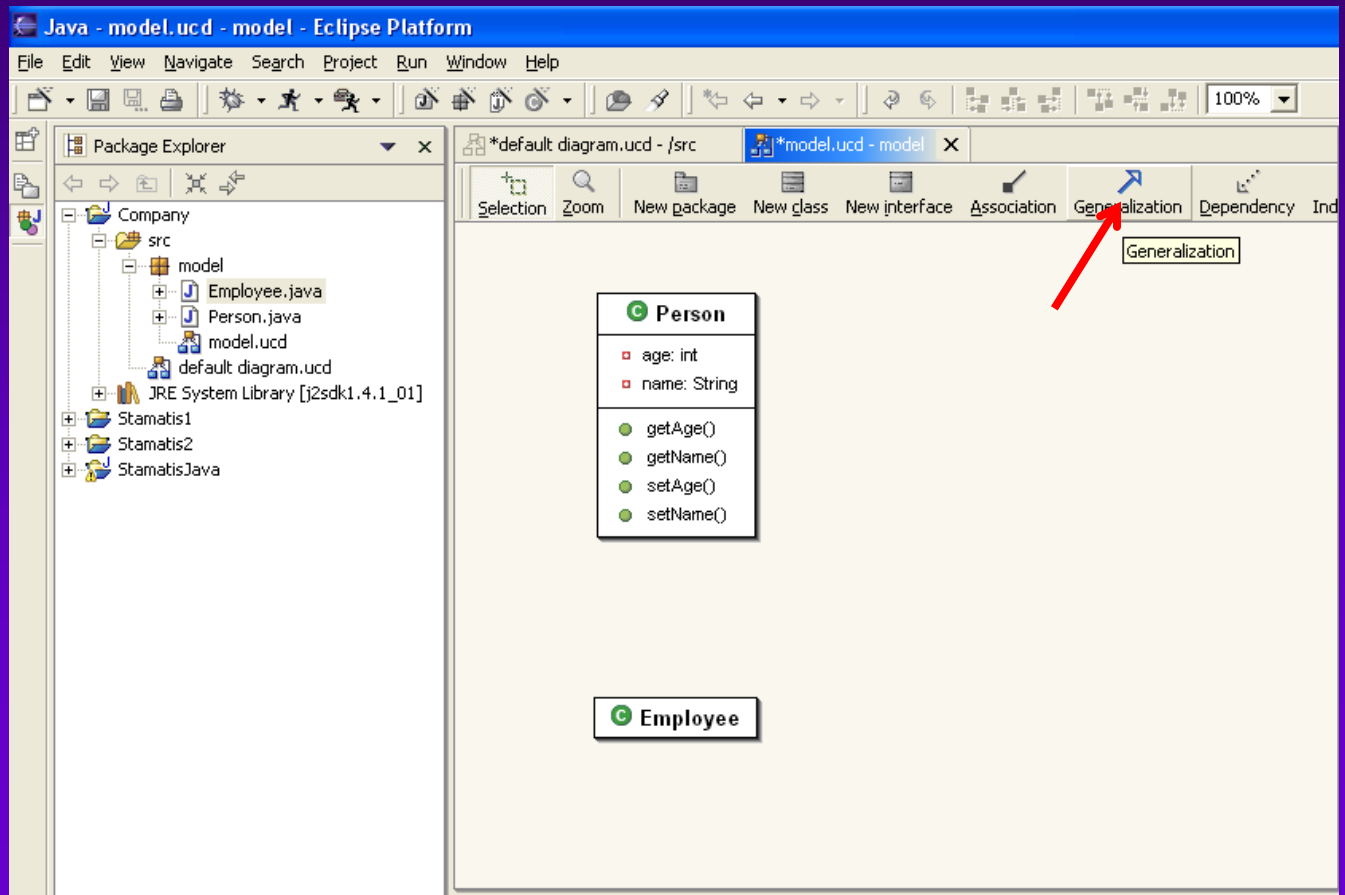 Java - model.ucd - model - Eclipse Platform
File Edit View Navigate Search Project Run Window Help
100%
Package Explorer
*default diagram.ucd - /src
*model.ucd - model
Selection Zoom New package New class New interface Association Generalization Dependency Ind
Generalization
Company
src
model
Employee.java
Person.java
model.ucd
default diagram.ucd
JRE System Library [j2sdk1.4.1_01]
Stamatis1
Stamatis2
StamatisJava
Person
age: int
name: String
getAge()
getName()
setAge()
setName()
Employee